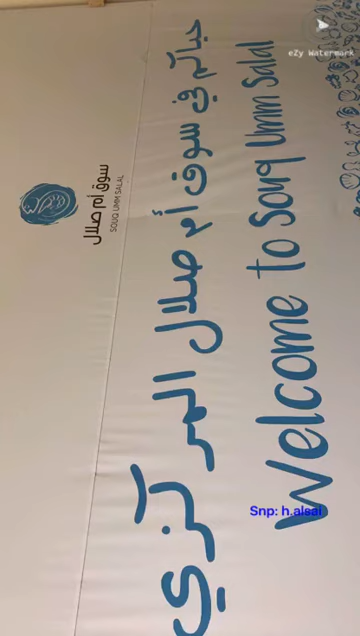 حياكم في سوق أم صلال المركزي
Welcome to Souq Umm Salal
سوق أم صلال
SOUQ UMM SALAL
eZy Watermark
Snp: h.alsai